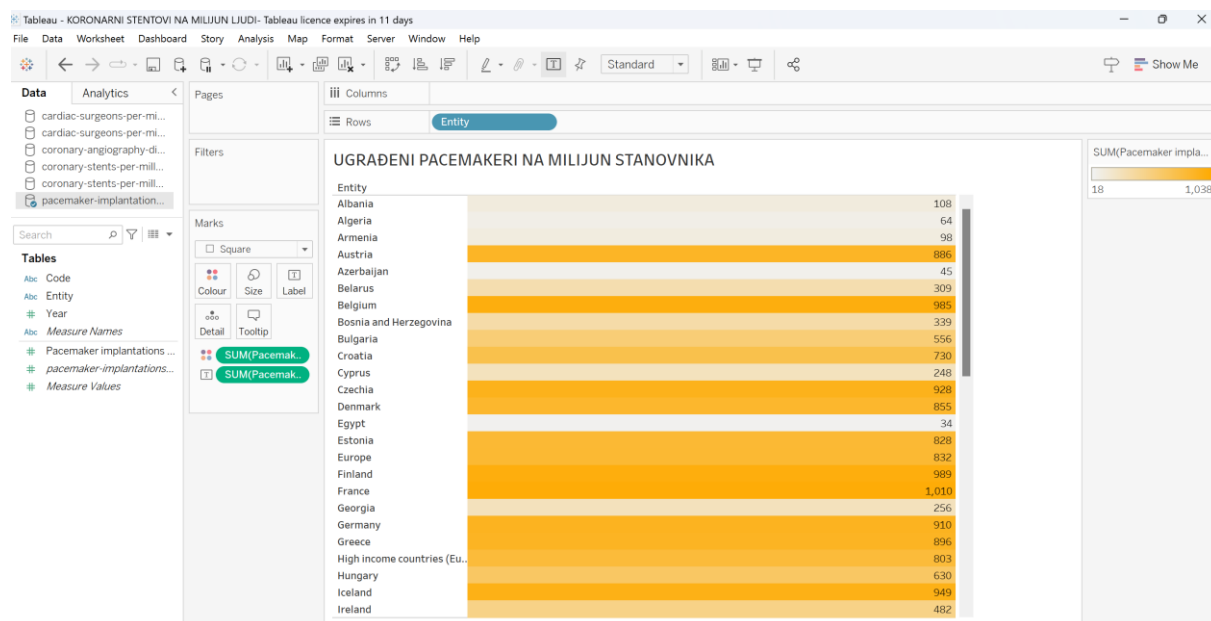 Tableau - KORONARNI STENTOVI NA MILIJUN LJUDI- Tableau licence expires in 11 days
File Data Worksheet Dashboard Story Analysis Map Format Server Window Help
Standard
Show Me
Data Analytics
cardiac-surgeons-per-mi...
cardiac-surgeons-per-mi...
coronary-angiography-di...
coronary-stents-per-mill...
coronary-stents-per-mill...
pacemaker-implantation...
Search
Tables
Abc Code
Abc Entity
# Year
Abc Measure Names
# Pacemaker implantations ...
# pacemaker-implantations...
# Measure Values
Pages
Filters
Marks
Square
Colour Size Label
Detail Tooltip
SUM(Pacemak..
T SUM(Pacemak..
Columns
Rows Entity
UGRAĐENI PACEMAKERI NA MILIJUN STANOVNIKA
Entity
Albania 108
Algeria 64
Armenia 98
Austria 886
Azerbaijan 45
Belarus 309
Belgium 985
Bosnia and Herzegovina 339
Bulgaria 556
Croatia 730
Cyprus 248
Czechia 928
Denmark 855
Egypt 34
Estonia 828
Europe 832
Finland 989
France 1,010
Georgia 256
Germany 910
Greece 896
High income countries (Eu.. 803
Hungary 630
Iceland 949
Ireland 482
SUM(Pacemaker impla...
18 1,038